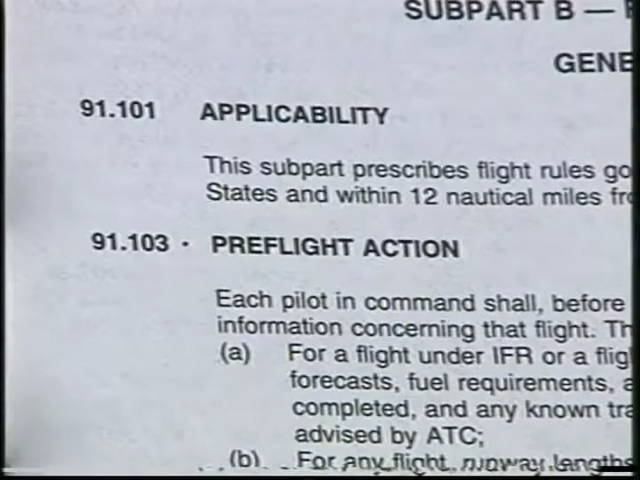 SUBPART B —
GENE
91.101 APPLICABILITY
This subpart prescribes flight rules go
States and within 12 nautical miles fr
91.103 · PREFLIGHT ACTION
Each pilot in command shall, before
information concerning that flight. Th
(a) For a flight under IFR or a flig
forecasts, fuel requirements, a
completed, and any known tra
advised by ATC;
(b) For any flight, runway lengths